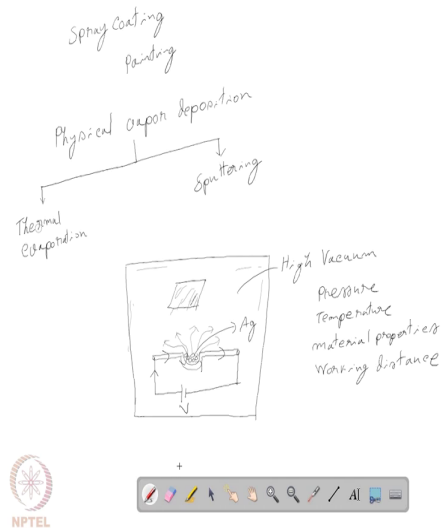 Spray Coating
Painting
Physical vapor deposition
Sputtering
Thermal
evaporation
High Vacuum
Pressure
Temperature
material properties
Working distance
Ag
AI
NPTEL